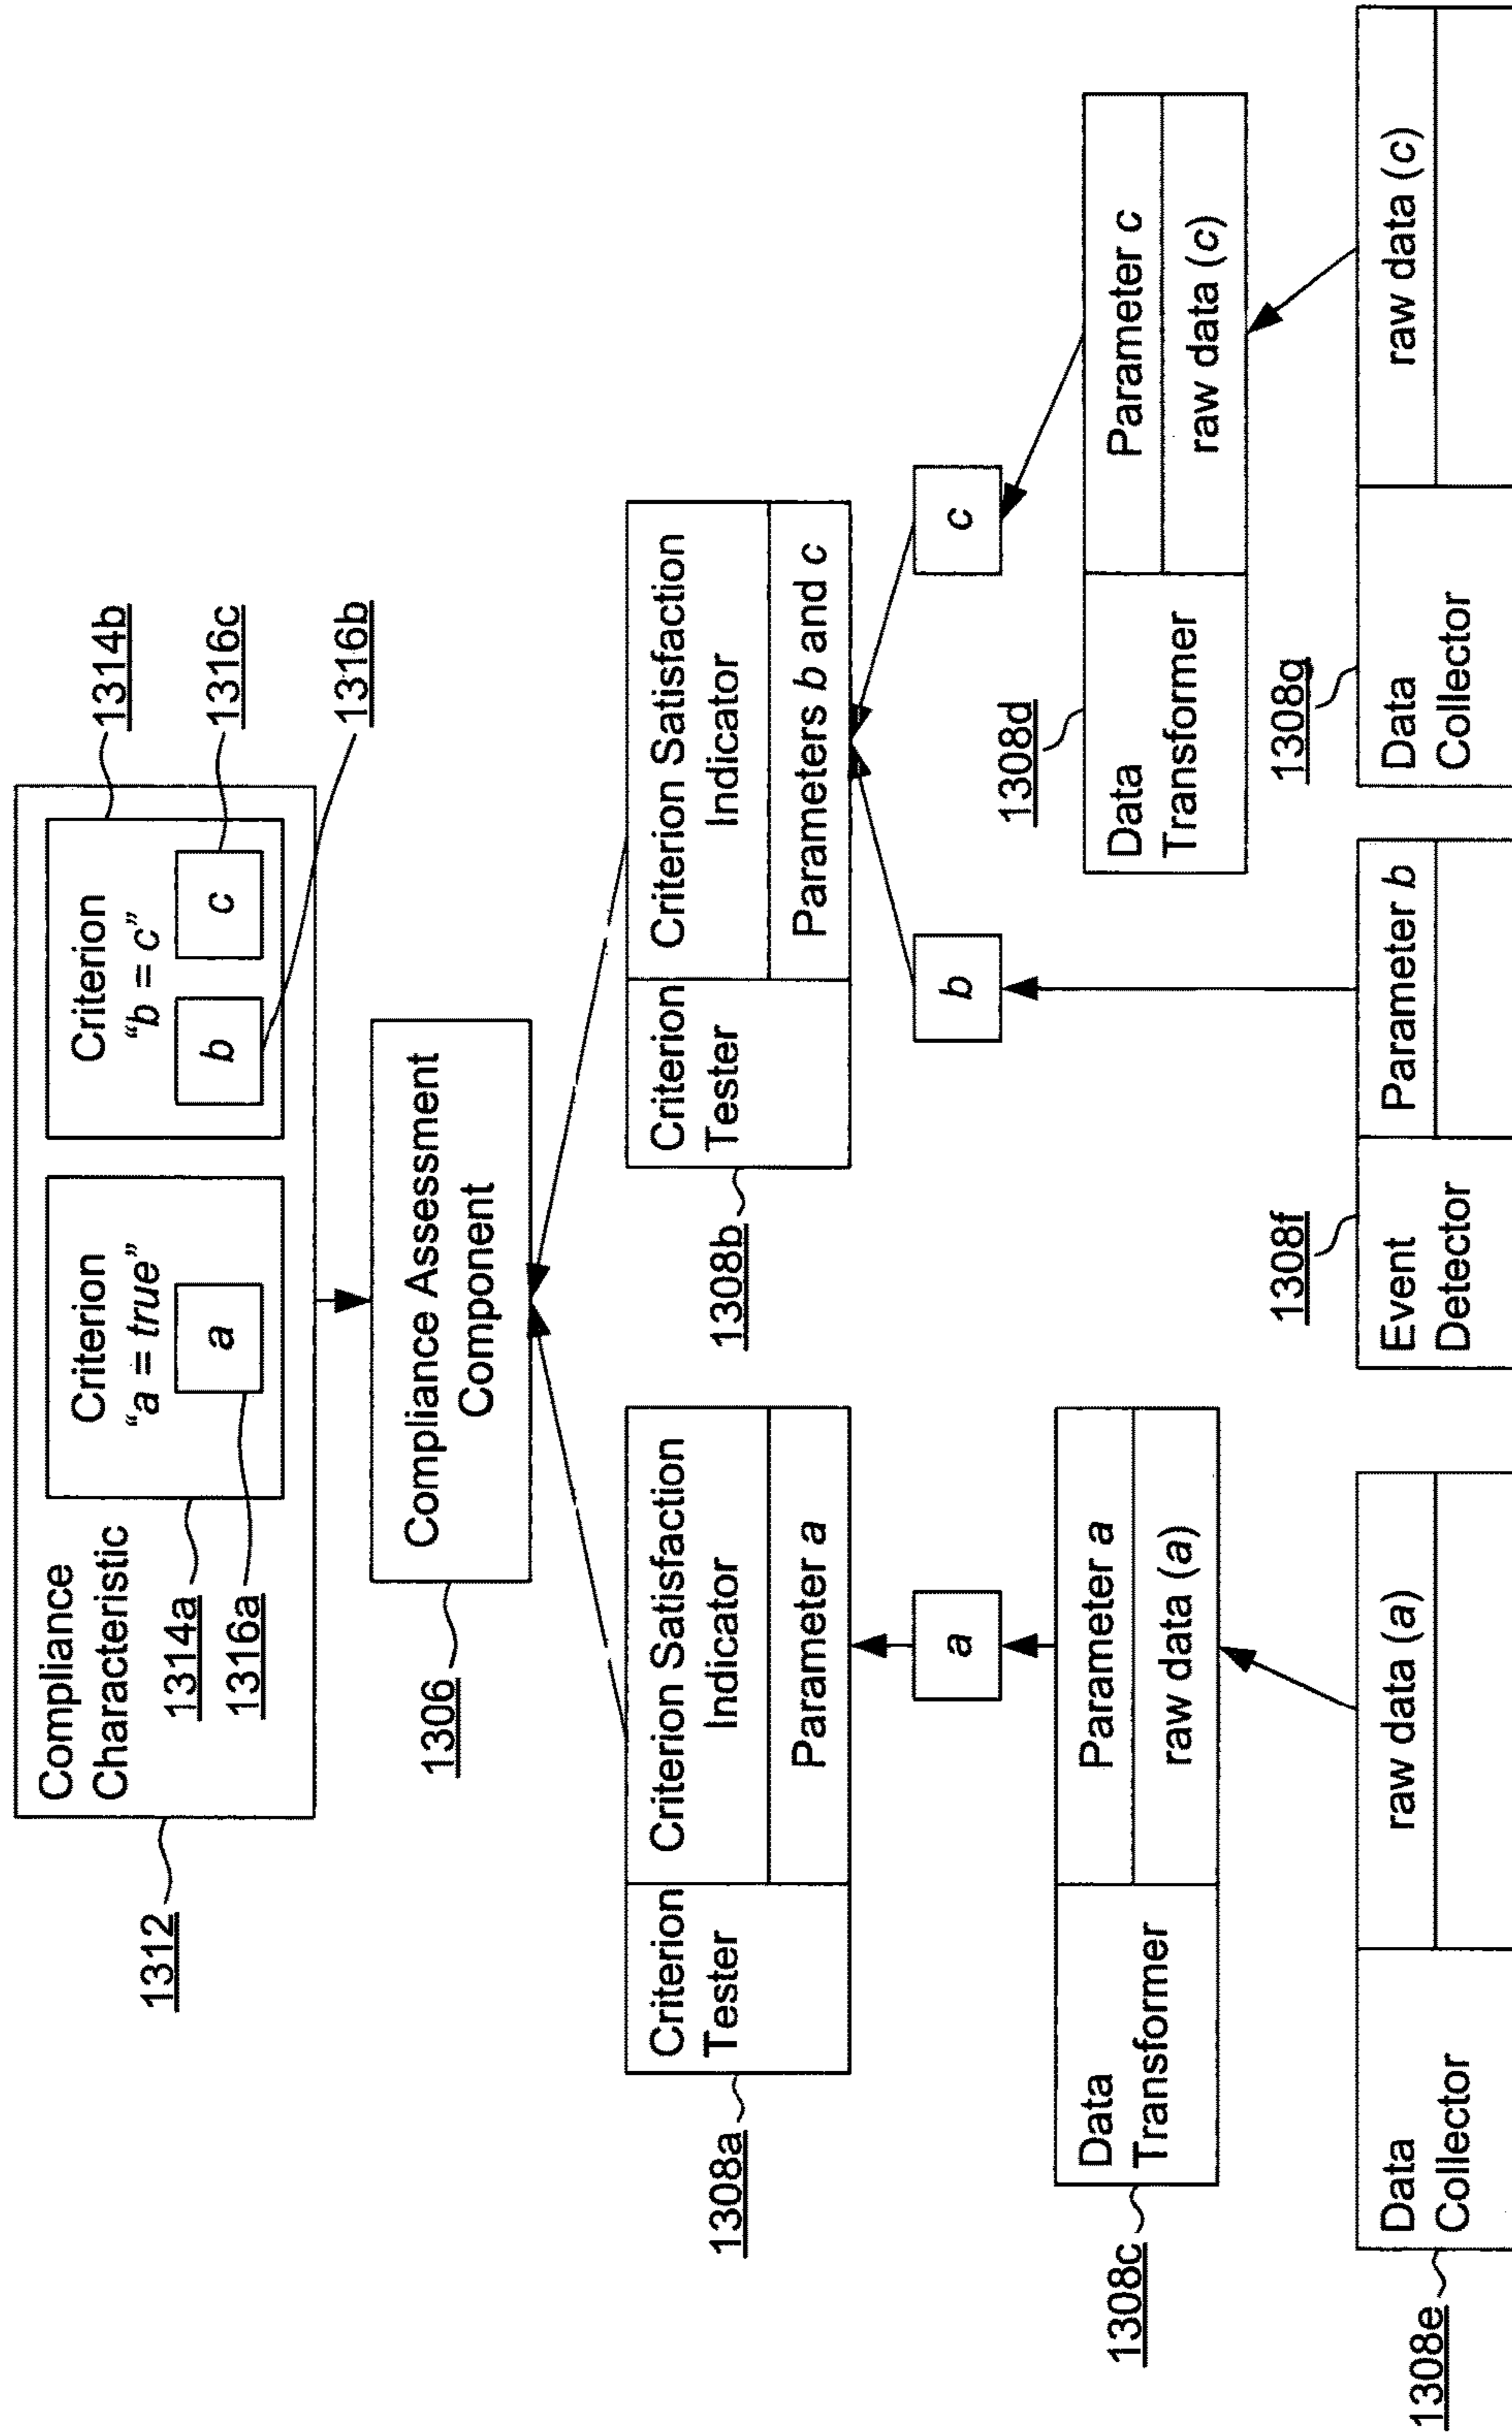 Compliance
Characteristic
1312
Criterion
"a = true"
a
1314a
1316a
Criterion
"b = c"
b
c
1314b
1316c
1316b
Compliance Assessment
Component
1306
Criterion
Tester
Criterion Satisfaction
Indicator
Parameter a
1308a
Criterion
Tester
Criterion Satisfaction
Indicator
Parameters b and c
1308b
a
b
c
Data
Transformer
Parameter a
raw data (a)
1308c
Data
Transformer
Parameter c
raw data (c)
1308d
Data
Collector
raw data (a)
1308e
Event
Detector
Parameter b
1308f
Data
Collector
raw data (c)
1308g